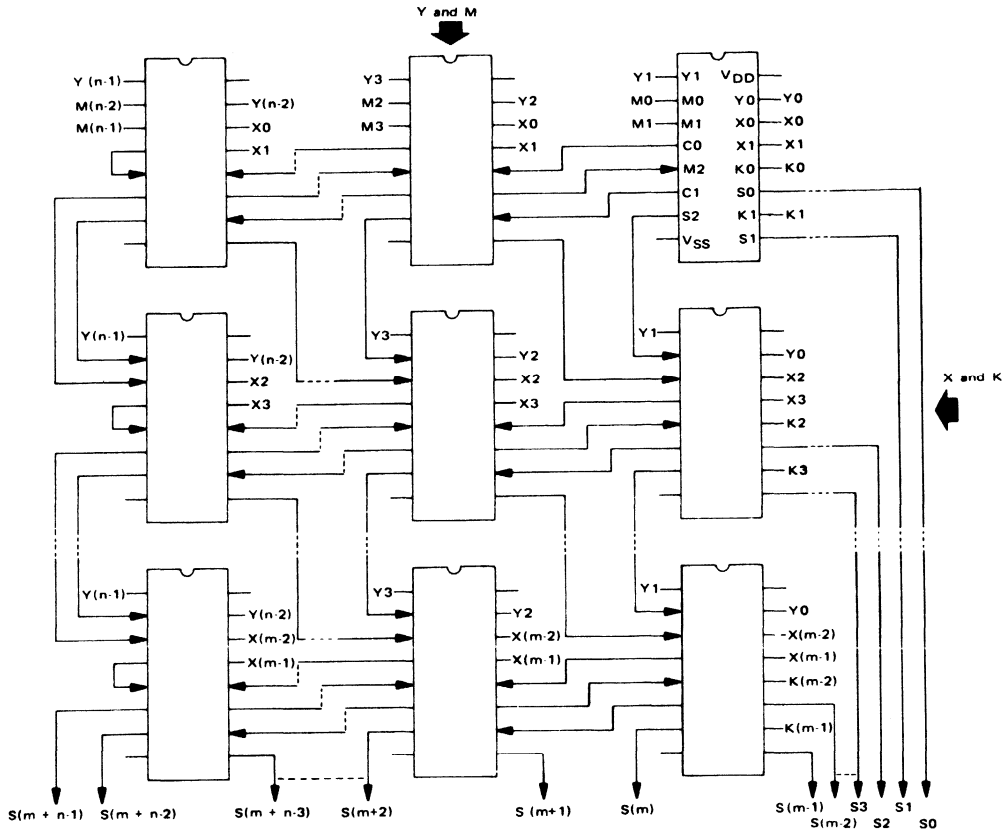 Y and M
Y (n-1)
M(n-2)
M(n-1)
Y(n-2)
X0
X1
Y3
M2
M3
Y2
X0
X1
Y1
M0
M1
Y1
M0
M1
C0
M2
C1
S2
VSS
VDD
Y0
X0
X1
K0
S0
K1
S1
Y0
X0
X1
K0
K1
Y(n-1)
Y(n-2)
X2
X3
Y3
Y2
X2
X3
Y1
Y0
X2
X3
K2
K3
X and K
Y(n-1)
Y(n-2)
X(m-2)
X(m-1)
Y3
Y2
X(m-2)
X(m-1)
Y1
Y0
X(m-2)
X(m-1)
K(m-2)
K(m-1)
S(m + n-1)
S(m + n-2)
S(m + n-3)
S(m+2)
S (m+1)
S(m)
S(m-1)
S(m-2)
S3
S2
S1
S0